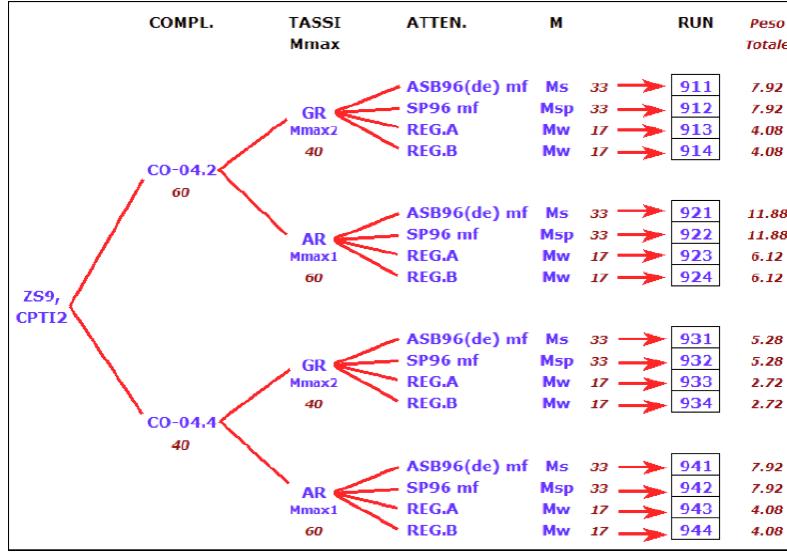 COMPL. TASSI ATTEN. M RUN Peso
Mmax Totale
ASB96(de) mf Ms 33 911 7.92
GR SP96 mf Msp 33 912 7.92
Mmax2 REG.A Mw 17 913 4.08
40 REG.B Mw 17 914 4.08
CO-04.2
60
ASB96(de) mf Ms 33 921 11.88
AR SP96 mf Msp 33 922 11.88
Mmax1 REG.A Mw 17 923 6.12
60 REG.B Mw 17 924 6.12
ZS9,
CPTI2
ASB96(de) mf Ms 33 931 5.28
GR SP96 mf Msp 33 932 5.28
Mmax2 REG.A Mw 17 933 2.72
40 REG.B Mw 17 934 2.72
CO-04.4
40
ASB96(de) mf Ms 33 941 7.92
AR SP96 mf Msp 33 942 7.92
Mmax1 REG.A Mw 17 943 4.08
60 REG.B Mw 17 944 4.08